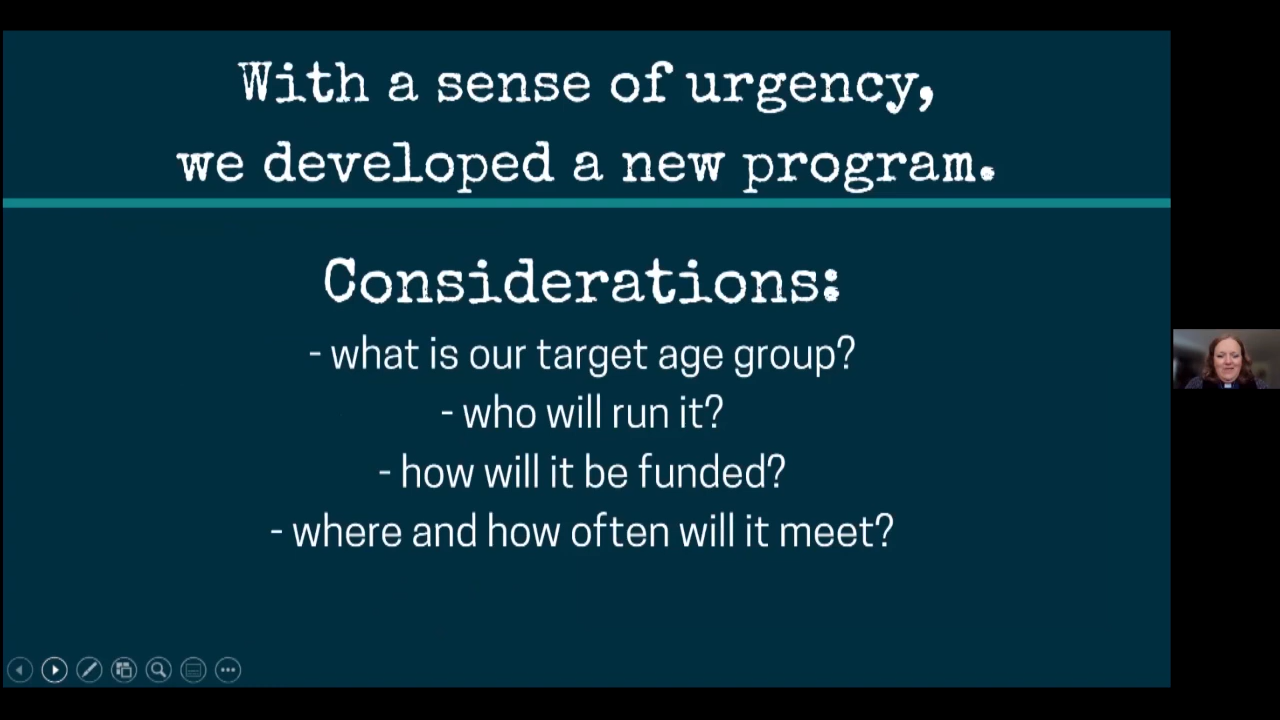 With a sense of urgency,
we developed a new program.
Considerations:
- what is our target age group?
- who will run it?
- how will it be funded?
- where and how often will it meet?